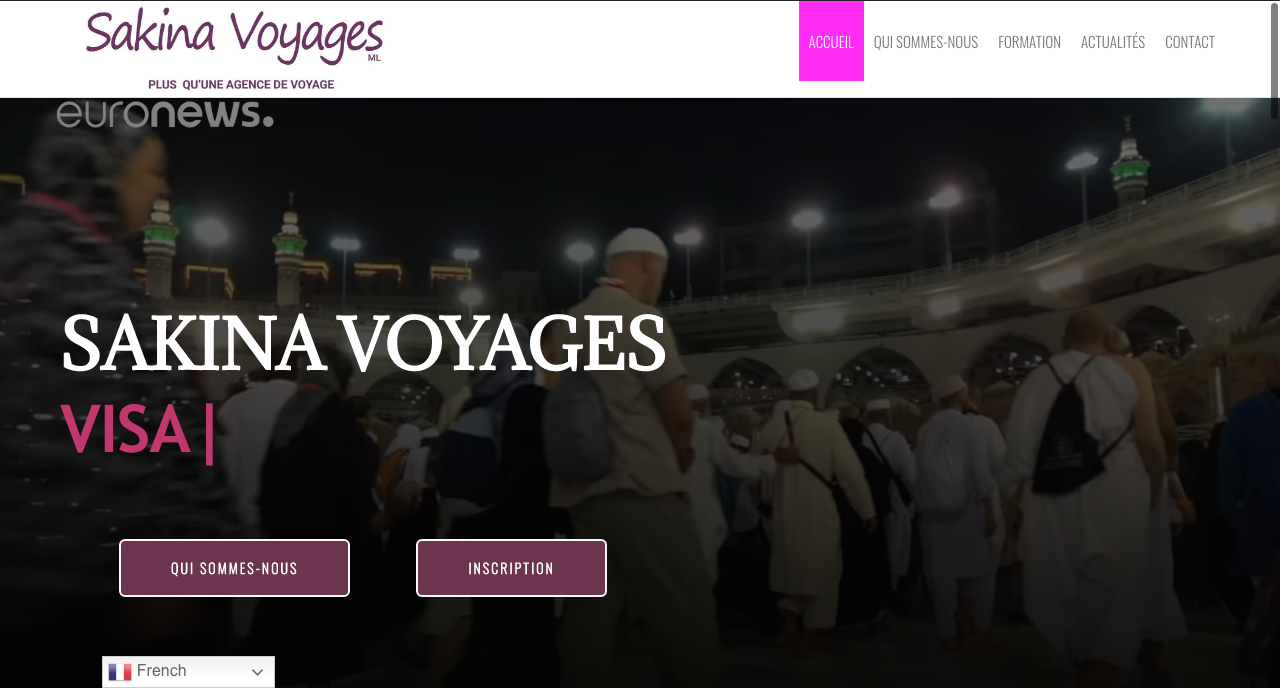 Sakina Voyages
ML
PLUS QU'UNE AGENCE DE VOYAGE
ACCUEIL
QUI SOMMES-NOUS
FORMATION
ACTUALITÉS
CONTACT
euronews.
SAKINA VOYAGES
VISA|
QUI SOMMES-NOUS
INSCRIPTION
French